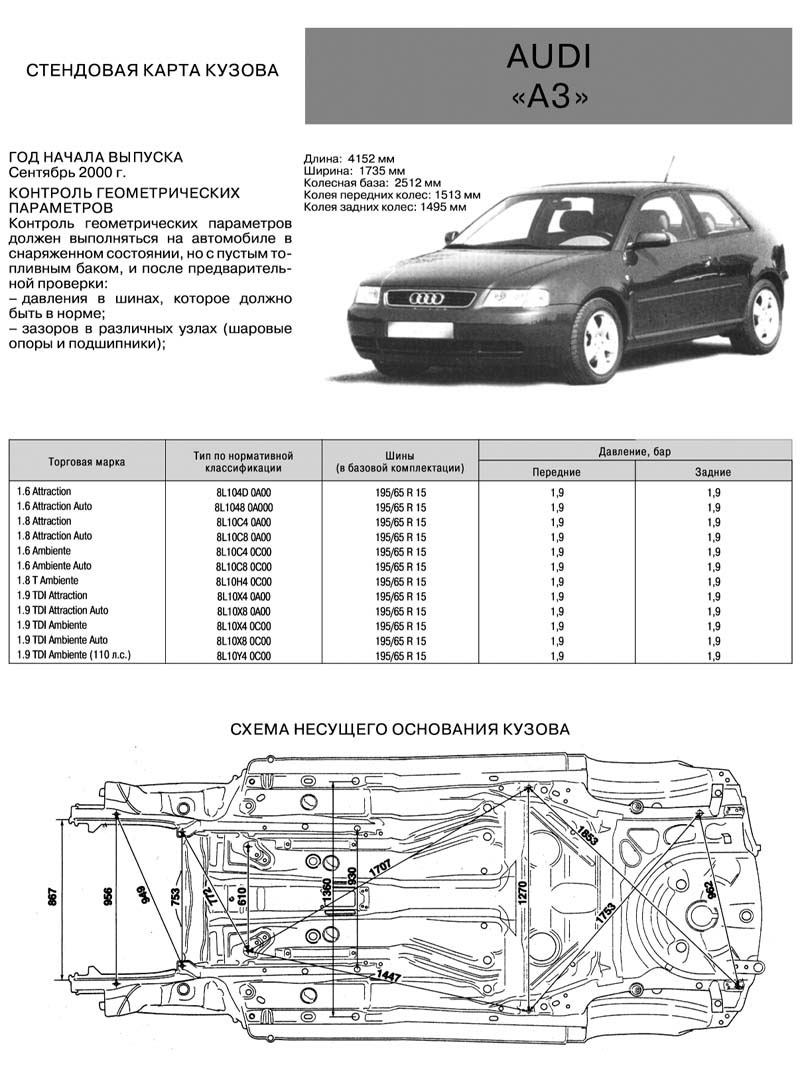 СТЕНДОВАЯ КАРТА КУЗОВА
AUDI
«A3»
ГОД НАЧАЛА ВЫПУСКА
Сентябрь 2000 г.
КОНТРОЛЬ ГЕОМЕТРИЧЕСКИХ
ПАРАМЕТРОВ
Контроль геометрических параметров
должен выполняться на автомобиле в
снаряженном состоянии, но с пустым то-
пливным баком, и после предваритель-
ной проверки:
– давления в шинах, которое должно
быть в норме;
– зазоров в различных узлах (шаровые
опоры и подшипники);
Длина: 4152 мм
Ширина: 1735 мм
Колесная база: 2512 мм
Колея передних колес: 1513 мм
Колея задних колес: 1495 мм
Торговая марка
Тип по нормативной
классификации
Шины
(в базовой комплектации)
Давление, бар
Передние Задние
1.6 Attraction 8L104D 0A00 195/65 R 15 1,9 1,9
1.6 Attraction Auto 8L1048 0A000 195/65 R 15 1,9 1,9
1.8 Attraction 8L10C4 0A00 195/65 R 15 1,9 1,9
1.8 Attraction Auto 8L10C8 0A00 195/65 R 15 1,9 1,9
1.6 Ambiente 8L10C4 0C00 195/65 R 15 1,9 1,9
1.6 Ambiente Auto 8L10C8 0C00 195/65 R 15 1,9 1,9
1.8 T Ambiente 8L10H4 0C00 195/65 R 15 1,9 1,9
1.9 TDI Attraction 8L10X4 0A00 195/65 R 15 1,9 1,9
1.9 TDI Attraction Auto 8L10X8 0A00 195/65 R 15 1,9 1,9
1.9 TDI Ambiente 8L10X4 0C00 195/65 R 15 1,9 1,9
1.9 TDI Ambiente Auto 8L10X8 0C00 195/65 R 15 1,9 1,9
1.9 TDI Ambiente (110 л.с.) 8L10Y4 0C00 195/65 R 15 1,9 1,9
СХЕМА НЕСУЩЕГО ОСНОВАНИЯ КУЗОВА
867
956
949
753
772
610
1360
930
1707
1447
1270
1853
1753
962